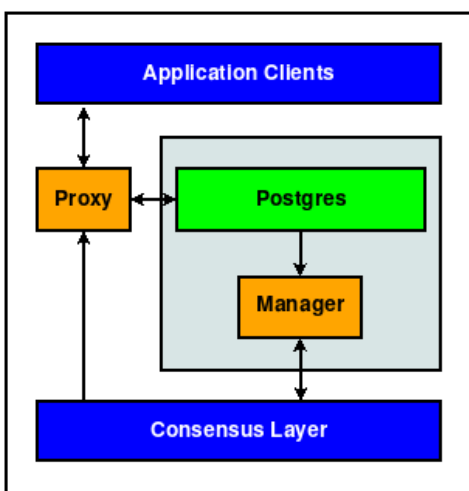 Application Clients
Proxy
Postgres
Manager
Consensus Layer